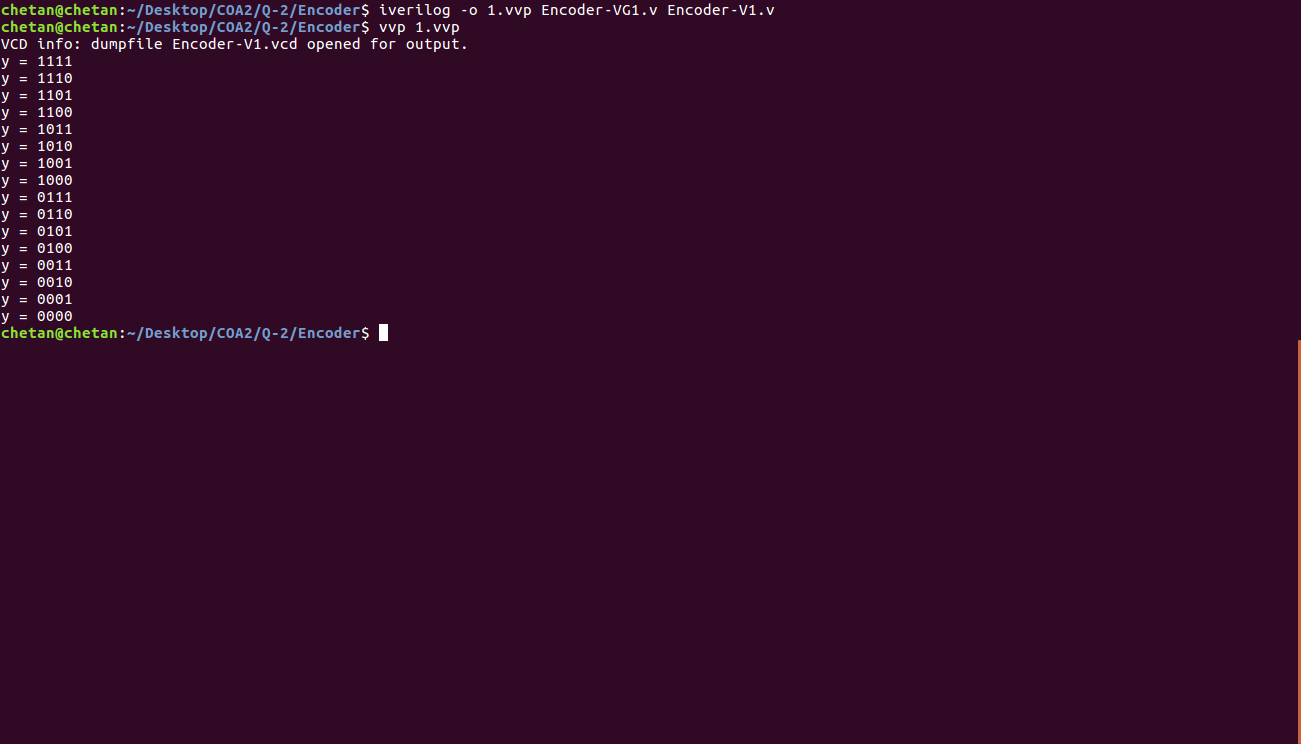 chetan@chetan:~/Desktop/COA2/Q-2/Encoder$ iverilog -o 1.vvp Encoder-VG1.v Encoder-V1.v
chetan@chetan:~/Desktop/COA2/Q-2/Encoder$ vvp 1.vvp
VCD info: dumpfile Encoder-V1.vcd opened for output.
y = 1111
y = 1110
y = 1101
y = 1100
y = 1011
y = 1010
y = 1001
y = 1000
y = 0111
y = 0110
y = 0101
y = 0100
y = 0011
y = 0010
y = 0001
y = 0000
chetan@chetan:~/Desktop/COA2/Q-2/Encoder$